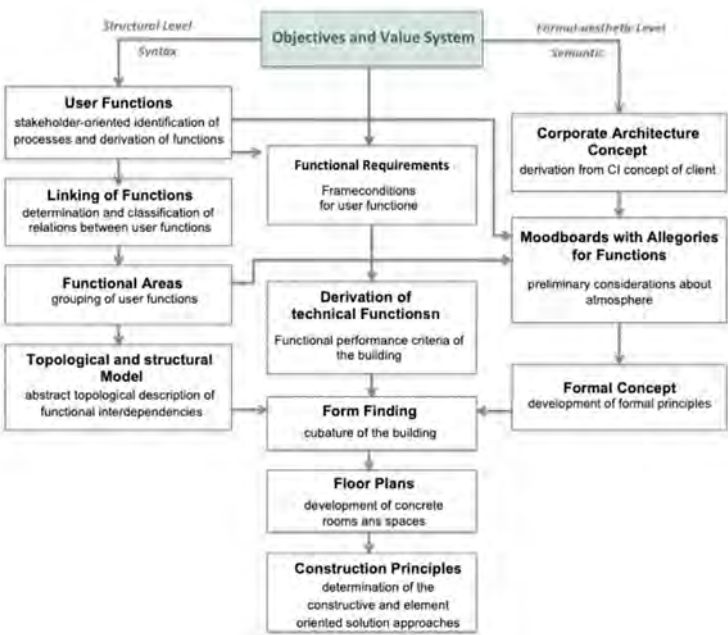 Structural Level
Syntax
Objectives and Value System
Formal-aesthetic Level
Semantic
User Functions
stakeholder-oriented identification of
processes and derivation of functions
Linking of Functions
determination and classification of
relations between user functions
Functional Areas
grouping of user functions
Topological and structural
Model
abstract topological description of
functional interdependencies
Functional Requirements
Frameconditions
for user functione
Derivation of
technical Functionsn
Functional performance criteria of
the building
Form Finding
cubature of the building
Floor Plans
development of concrete
rooms ans spaces
Construction Principles
determination of the
constructive and element
oriented solution approaches
Corporate Architecture
Concept
derivation from CI concept of client
Moodboards with Allegories
for Functions
preliminary considerations about
atmosphere
Formal Concept
development of formal principles